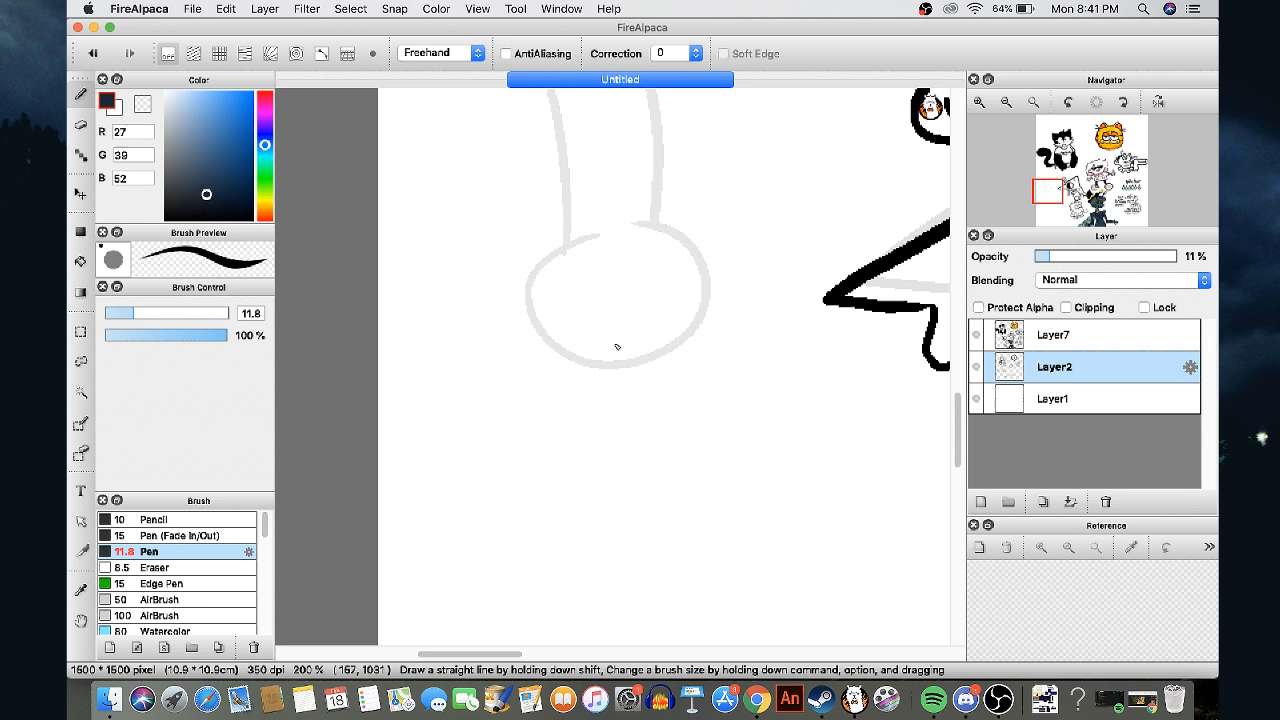 FireAlpaca File Edit Layer Filter Select Snap Color View Tool Window Help 64% Mon 8:41 PM
FireAlpaca
OFF Freehand AntiAliasing Correction 0 Soft Edge
Color Untitled Navigator
R 27
G 39
B 52
Brush Preview Layer
Opacity 11 %
Blending Normal
Brush Control
Protect Alpha Clipping Lock
11.8
100 %
Layer7
Layer2
Layer1
Brush
10 Pencil
15 Pen (Fade In/Out)
11.8 Pen
8.5 Eraser
15 Edge Pen
50 AirBrush
100 AirBrush
80 Watercolor
Reference
1500 * 1500 pixel (10.9 * 10.9cm) 350 dpi 200 % (157, 1031) Draw a straight line by holding down shift, Change a brush size by holding down command, option, and dragging
18
An